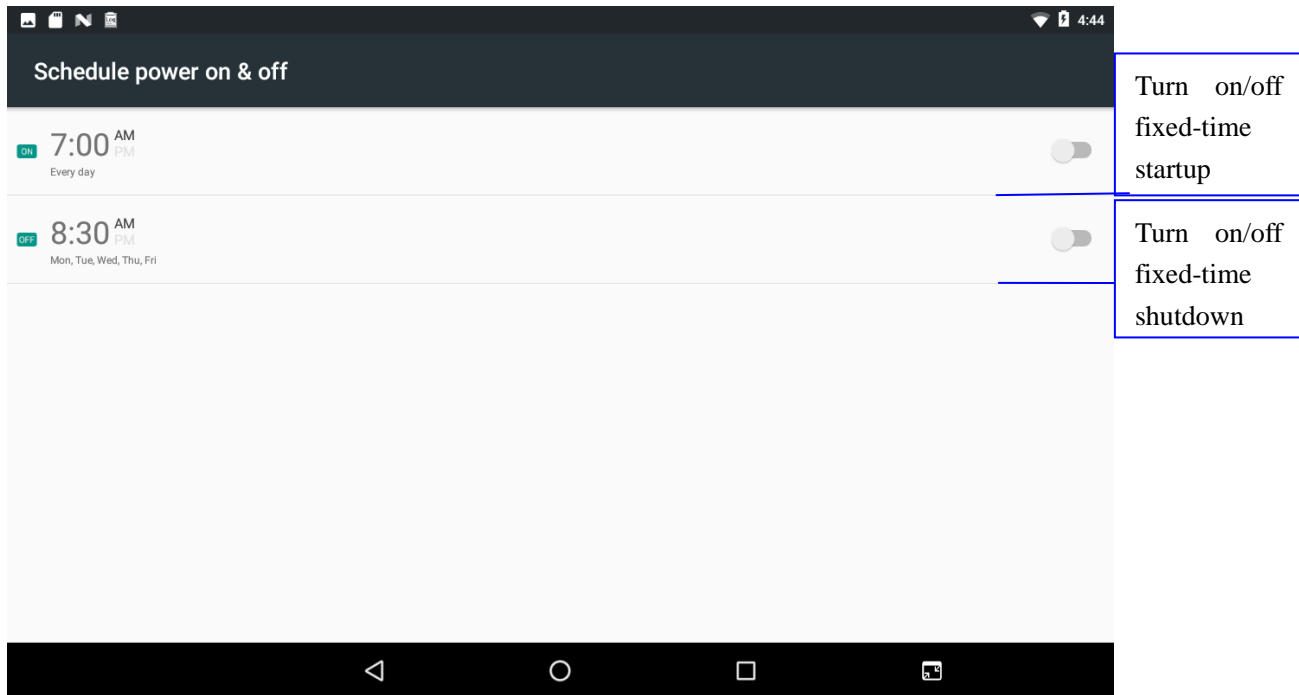 4:44
Schedule power on & off
ON 7:00 AM
PM
Every day
OFF 8:30 AM
PM
Mon, Tue, Wed, Thu, Fri
Turn on/off
fixed-time
startup
Turn on/off
fixed-time
shutdown